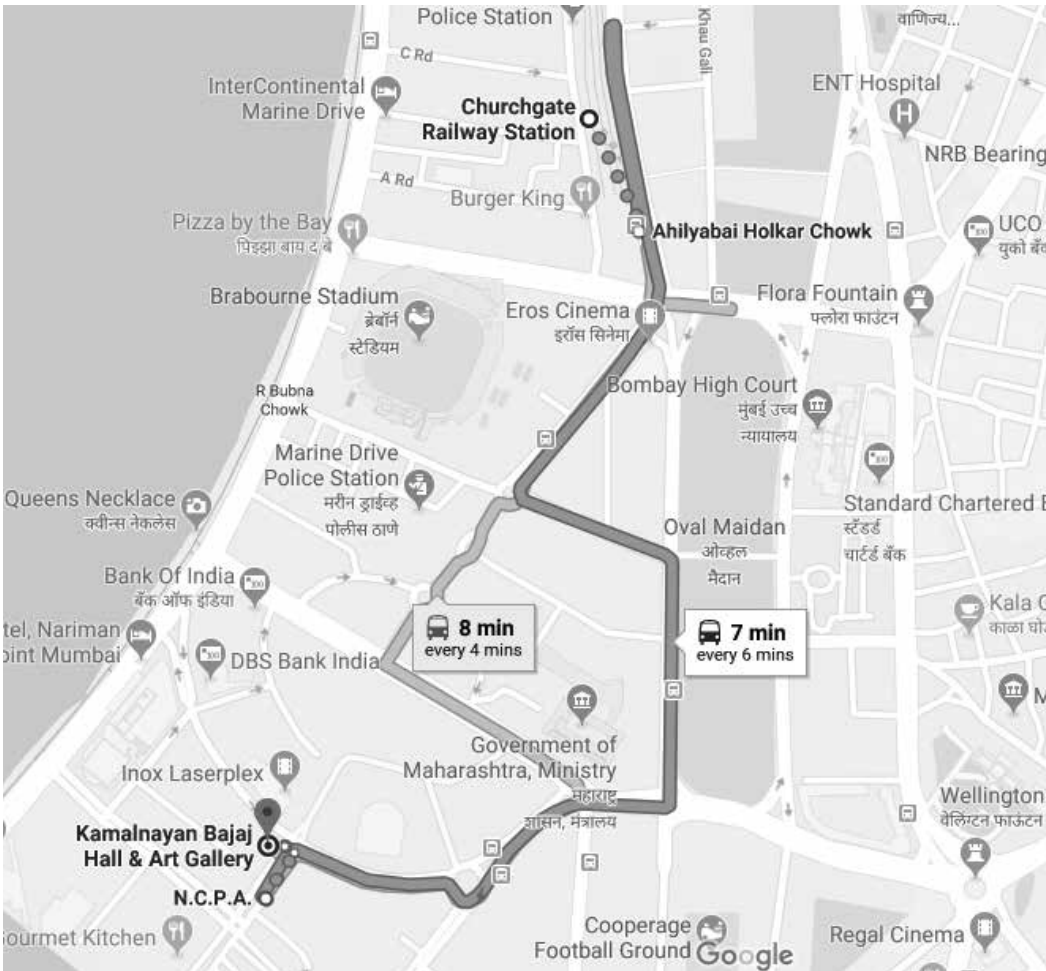 Police Station
C Rd
Khau Gali
वाणिज्य...
InterContinental
Marine Drive
ENT Hospital
Churchgate
Railway Station
NRB Bearing
A Rd
Burger King
Pizza by the Bay
पिझ्झा बाय द बे
Ahilyabai Holkar Chowk
UCO
युको बैंक
Brabourne Stadium
ब्रेबॉर्न
स्टेडियम
Eros Cinema
इरॉस सिनेमा
Flora Fountain
फ्लोरा फाउंटन
R Bubna
Chowk
Bombay High Court
मुंबई उच्च
न्यायालय
Marine Drive
Police Station
मरीन ड्राईव्ह
पोलीस ठाणे
Queens Necklace
क्वीन्स नेकलेस
Oval Maidan
ओव्हल
मैदान
Standard Chartered B
स्टॅंडर्ड
चार्टर्ड बँक
Bank Of India
बँक ऑफ इंडिया
Kala G
काळा घोड
tel, Nariman
oint Mumbai
DBS Bank India
8 min
every 4 mins
7 min
every 6 mins
M
Government of
Maharashtra, Ministry
महाराष्ट्र
शासन, मंत्रालय
Inox Laserplex
Wellington
वेलिंग्टन फाऊंटन
Kamalnayan Bajaj
Hall & Art Gallery
N.C.P.A.
Gourmet Kitchen
Cooperage
Football Ground
Google
Regal Cinema